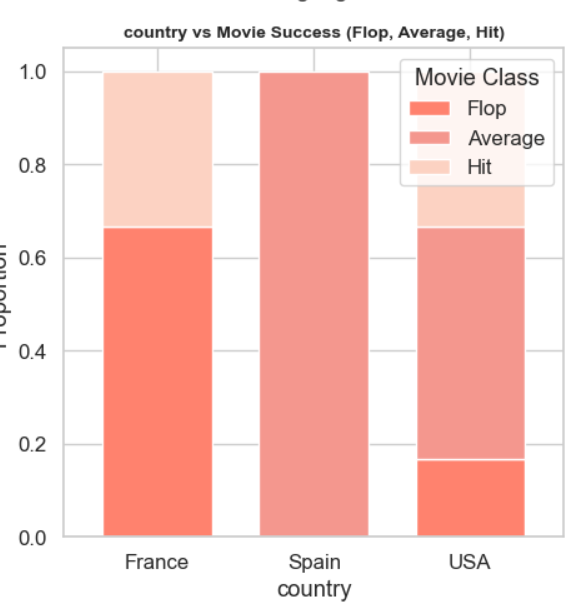 country vs Movie Success (Flop, Average, Hit)
Movie Class
Flop
Average
Hit
1.0
0.8
0.6
0.4
0.2
0.0
Proportion
France Spain USA
country